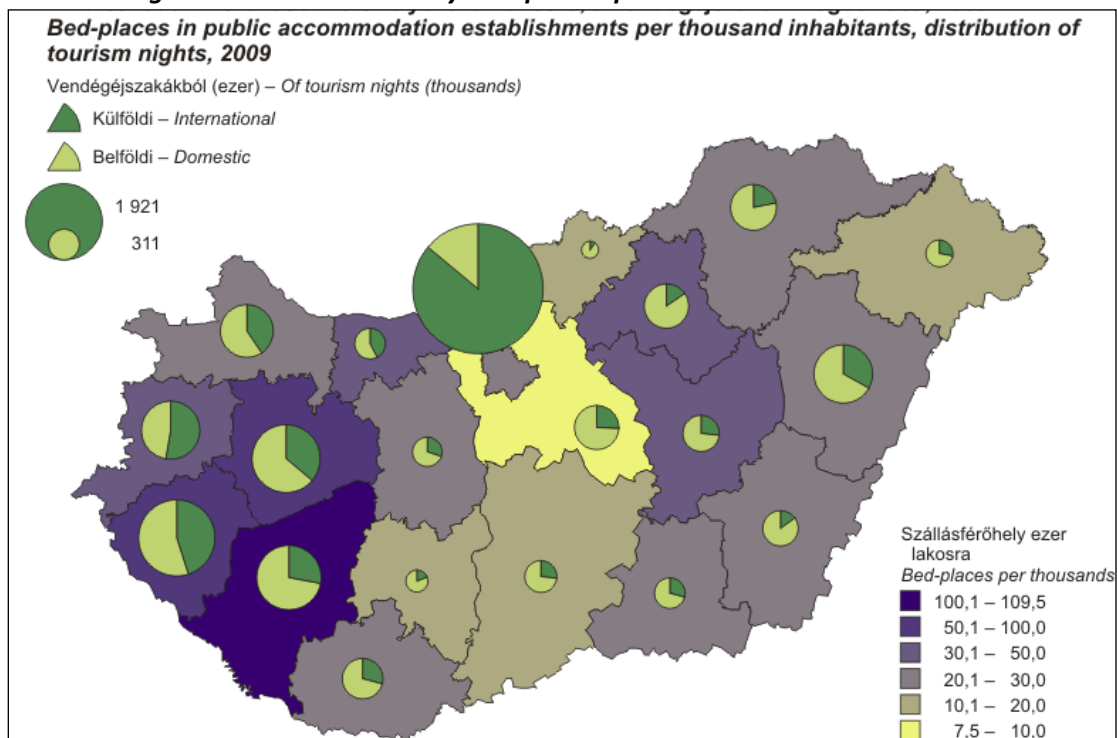 Bed-places in public accommodation establishments per thousand inhabitants, distribution of
tourism nights, 2009
Vendégéjszakákból (ezer) – Of tourism nights (thousands)
Külföldi – International
Belföldi – Domestic
1 921
311
Szállásférőhely ezer
lakosra
Bed-places per thousands
100,1 – 109,5
50,1 – 100,0
30,1 – 50,0
20,1 – 30,0
10,1 – 20,0
7,5 – 10,0